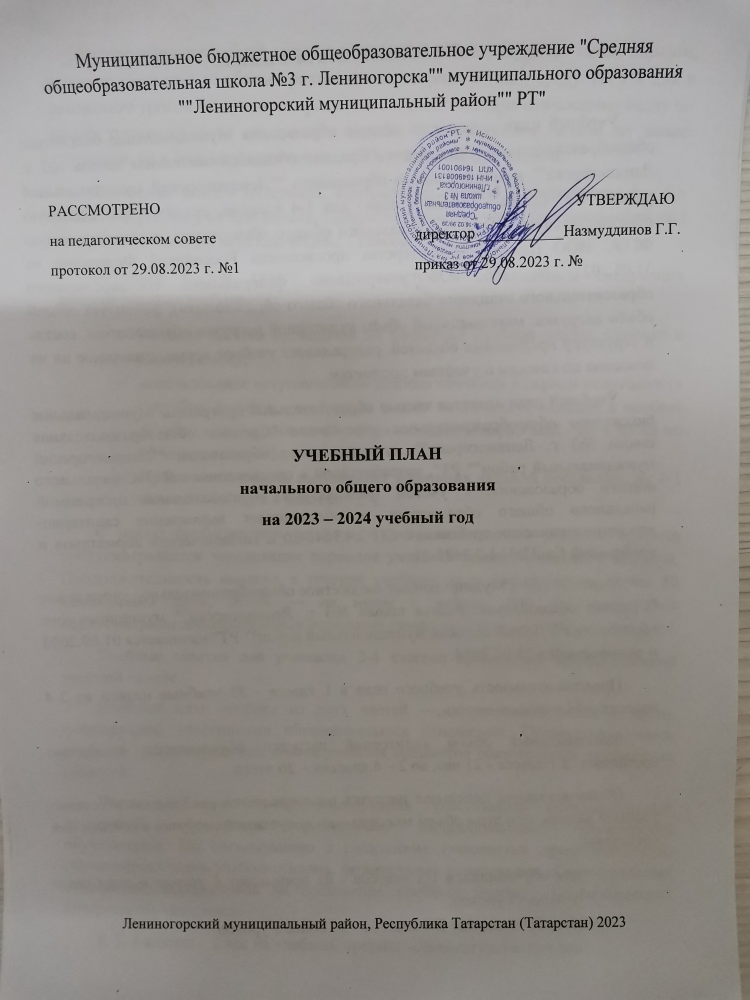 Муниципальное бюджетное общеобразовательное учреждение "Средняя
общеобразовательная школа №3 г. Лениногорска"" муниципального образования
""Лениногорский муниципальный район"" РТ"
РАССМОТРЕНО
на педагогическом совете
протокол от 29.08.2023 г. №1
УТВЕРЖДАЮ
директор ____________Назмуддинов Г.Г.
приказ от 29.08.2023 г. №
"Средняя
общеобразовательная
школа № 3
г.Лениногорска"
ИНН 1649008131
КПП 164901001
УЧЕБНЫЙ ПЛАН
начального общего образования
на 2023 – 2024 учебный год
Лениногорский муниципальный район, Республика Татарстан (Татарстан) 2023